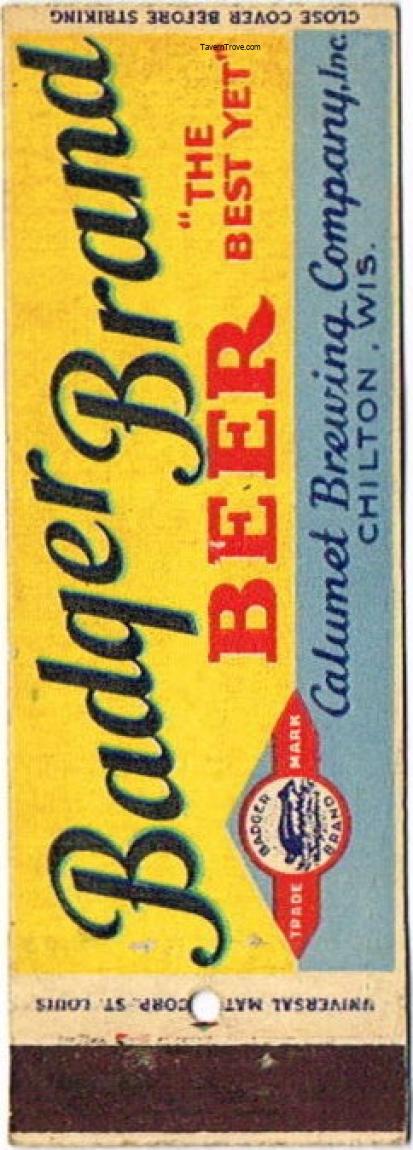 CLOSE COVER BEFORE STRIKING
TavernTrove.com
Badger Brand
BEER
"THE
BEST YET"
Calumet Brewing Company, Inc.
CHILTON, WIS.
TRADE MARK
BADGER
BRAND
UNIVERSAL MAT CORP. ST. LOUIS